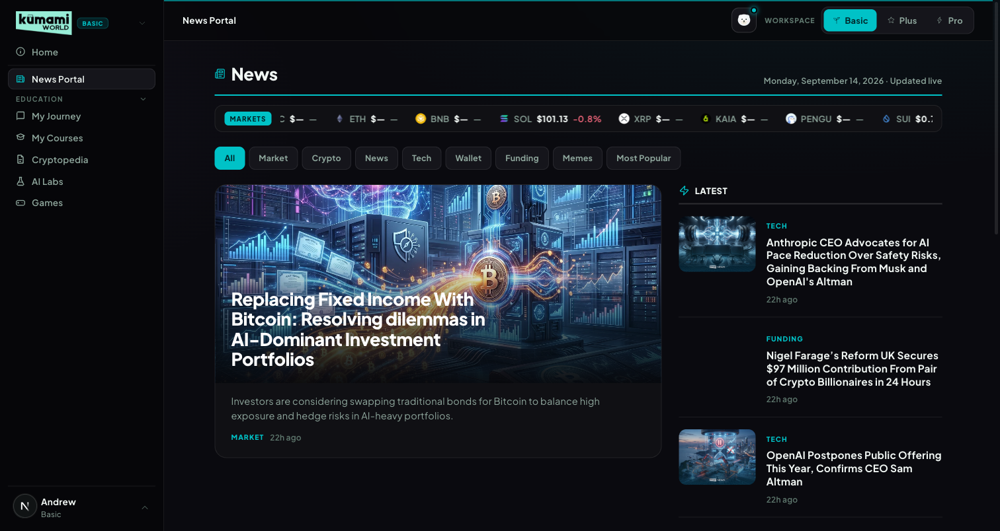 kümami
WORLD
BASIC
Home
News Portal
EDUCATION
My Journey
My Courses
Cryptopedia
AI Labs
Games
Andrew
Basic
News Portal
WORKSPACE
Basic
Plus
Pro
News
Monday, September 14, 2026 · Updated live
MARKETS
C $— —
ETH $— —
BNB $— —
SOL $101.13 -0.8%
XRP $— —
KAIA $— —
PENGU $— —
SUI $0.
All
Market
Crypto
News
Tech
Wallet
Funding
Memes
Most Popular
Replacing Fixed Income With
Bitcoin: Resolving dilemmas in
AI-Dominant Investment
Portfolios
Investors are considering swapping traditional bonds for Bitcoin to balance high
exposure and hedge risks in AI-heavy portfolios.
MARKET 22h ago
LATEST
TECH
Anthropic CEO Advocates for AI
Pace Reduction Over Safety Risks,
Gaining Backing From Musk and
OpenAI's Altman
22h ago
FUNDING
Nigel Farage’s Reform UK Secures
$97 Million Contribution From Pair
of Crypto Billionaires in 24 Hours
22h ago
TECH
OpenAI Postpones Public Offering
This Year, Confirms CEO Sam
Altman
22h ago